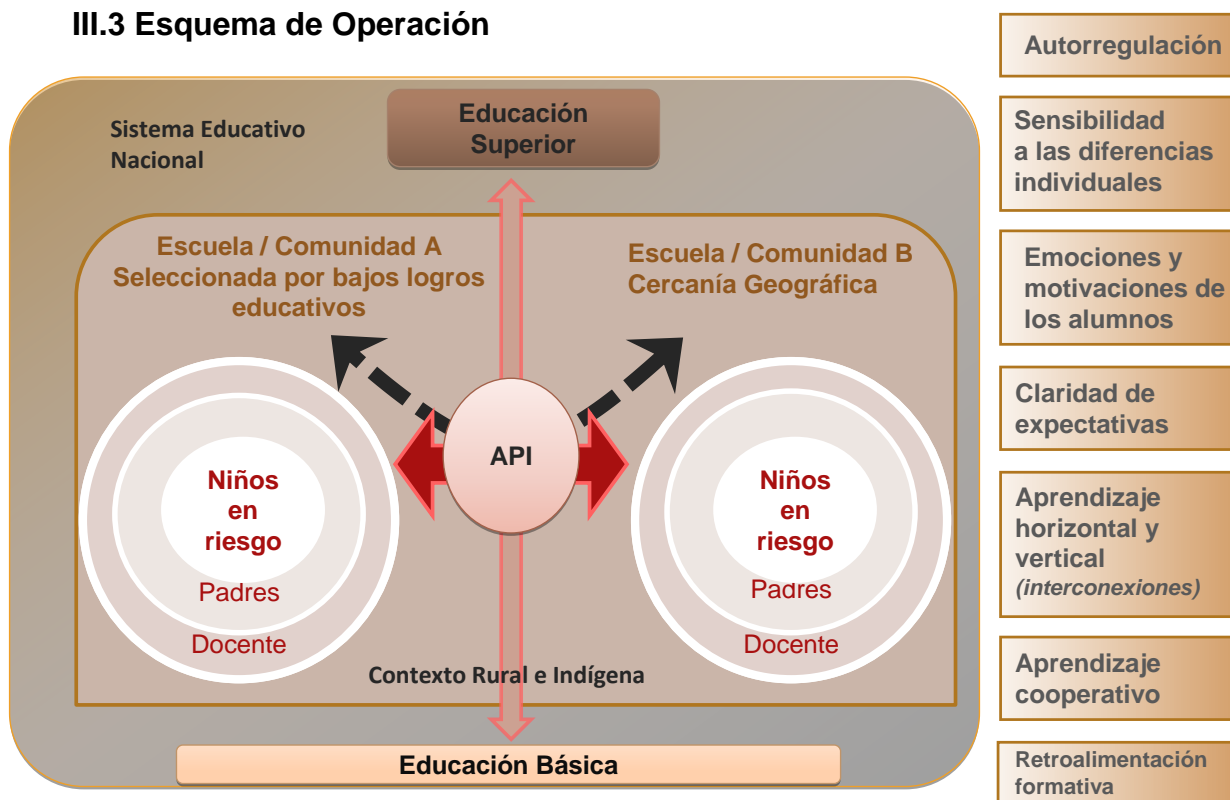 III.3 Esquema de Operación
Sistema Educativo
Nacional
Educación
Superior
Escuela / Comunidad A
Seleccionada por bajos logros
educativos
Escuela / Comunidad B
Cercanía Geográfica
API
Niños
en
riesgo
Padres
Docente
Niños
en
riesgo
Padres
Docente
Contexto Rural e Indígena
Educación Básica
Autorregulación
Sensibilidad
a las diferencias
individuales
Emociones y
motivaciones de
los alumnos
Claridad de
expectativas
Aprendizaje
horizontal y
vertical
(interconexiones)
Aprendizaje
cooperativo
Retroalimentación
formativa